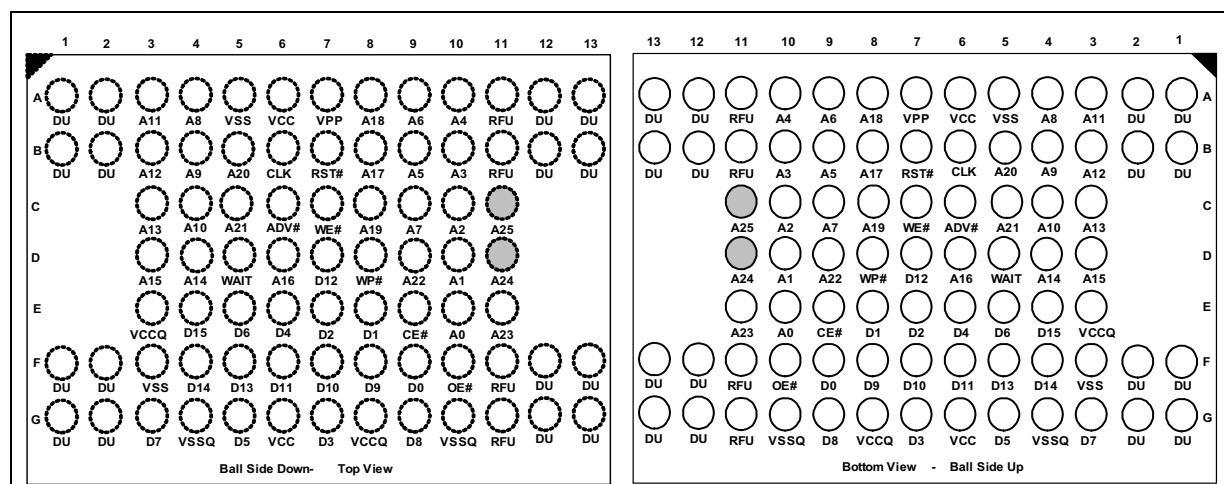 1 2 3 4 5 6 7 8 9 10 11 12 13
A
DU DU A11 A8 VSS VCC VPP A18 A6 A4 RFU DU DU
B
DU DU A12 A9 A20 CLK RST# A17 A5 A3 RFU DU DU
C
A13 A10 A21 ADV# WE# A19 A7 A2 A25
D
A15 A14 WAIT A16 D12 WP# A22 A1 A24
E
VCCQ D15 D6 D4 D2 D1 CE# A0 A23
F
DU DU VSS D14 D13 D11 D10 D9 D0 OE# RFU DU DU
G
DU DU D7 VSSQ D5 VCC D3 VCCQ D8 VSSQ RFU DU DU
Ball Side Down- Top View
13 12 11 10 9 8 7 6 5 4 3 2 1
A
DU DU RFU A4 A6 A18 VPP VCC VSS A8 A11 DU DU
B
DU DU RFU A3 A5 A17 RST# CLK A20 A9 A12 DU DU
C
A25 A2 A7 A19 WE# ADV# A21 A10 A13
D
A24 A1 A22 WP# D12 A16 WAIT A14 A15
E
A23 A0 CE# D1 D2 D4 D6 D15 VCCQ
F
DU DU RFU OE# D0 D9 D10 D11 D13 D14 VSS DU DU
G
DU DU RFU VSSQ D8 VCCQ D3 VCC D5 VSSQ D7 DU DU
Bottom View - Ball Side Up